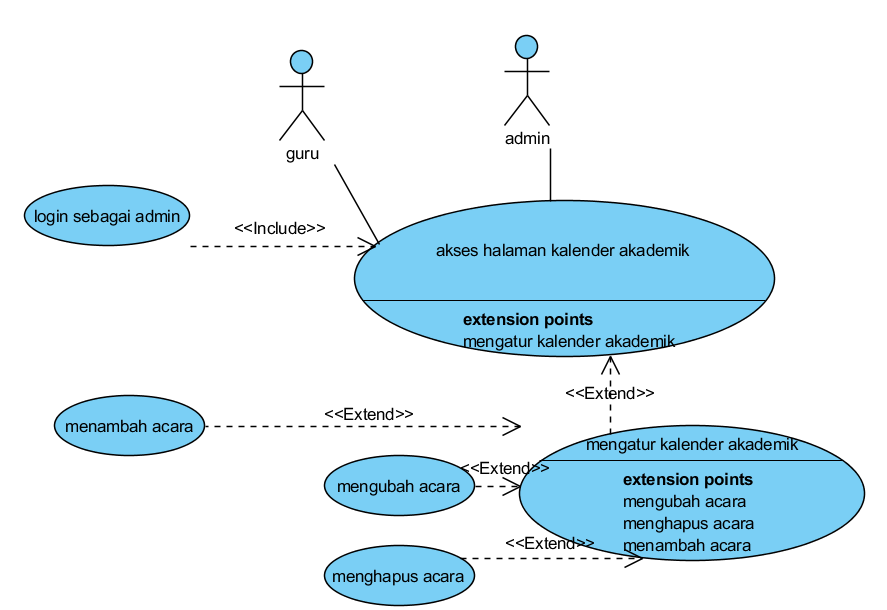 guru
admin
login sebagai admin
<<Include>>
akses halaman kalender akademik
extension points
mengatur kalender akademik
<<Extend>>
menambah acara
<<Extend>>
mengatur kalender akademik
<<Extend>>
mengubah acara
extension points
mengubah acara
menghapus acara
menambah acara
<<Extend>>
menghapus acara